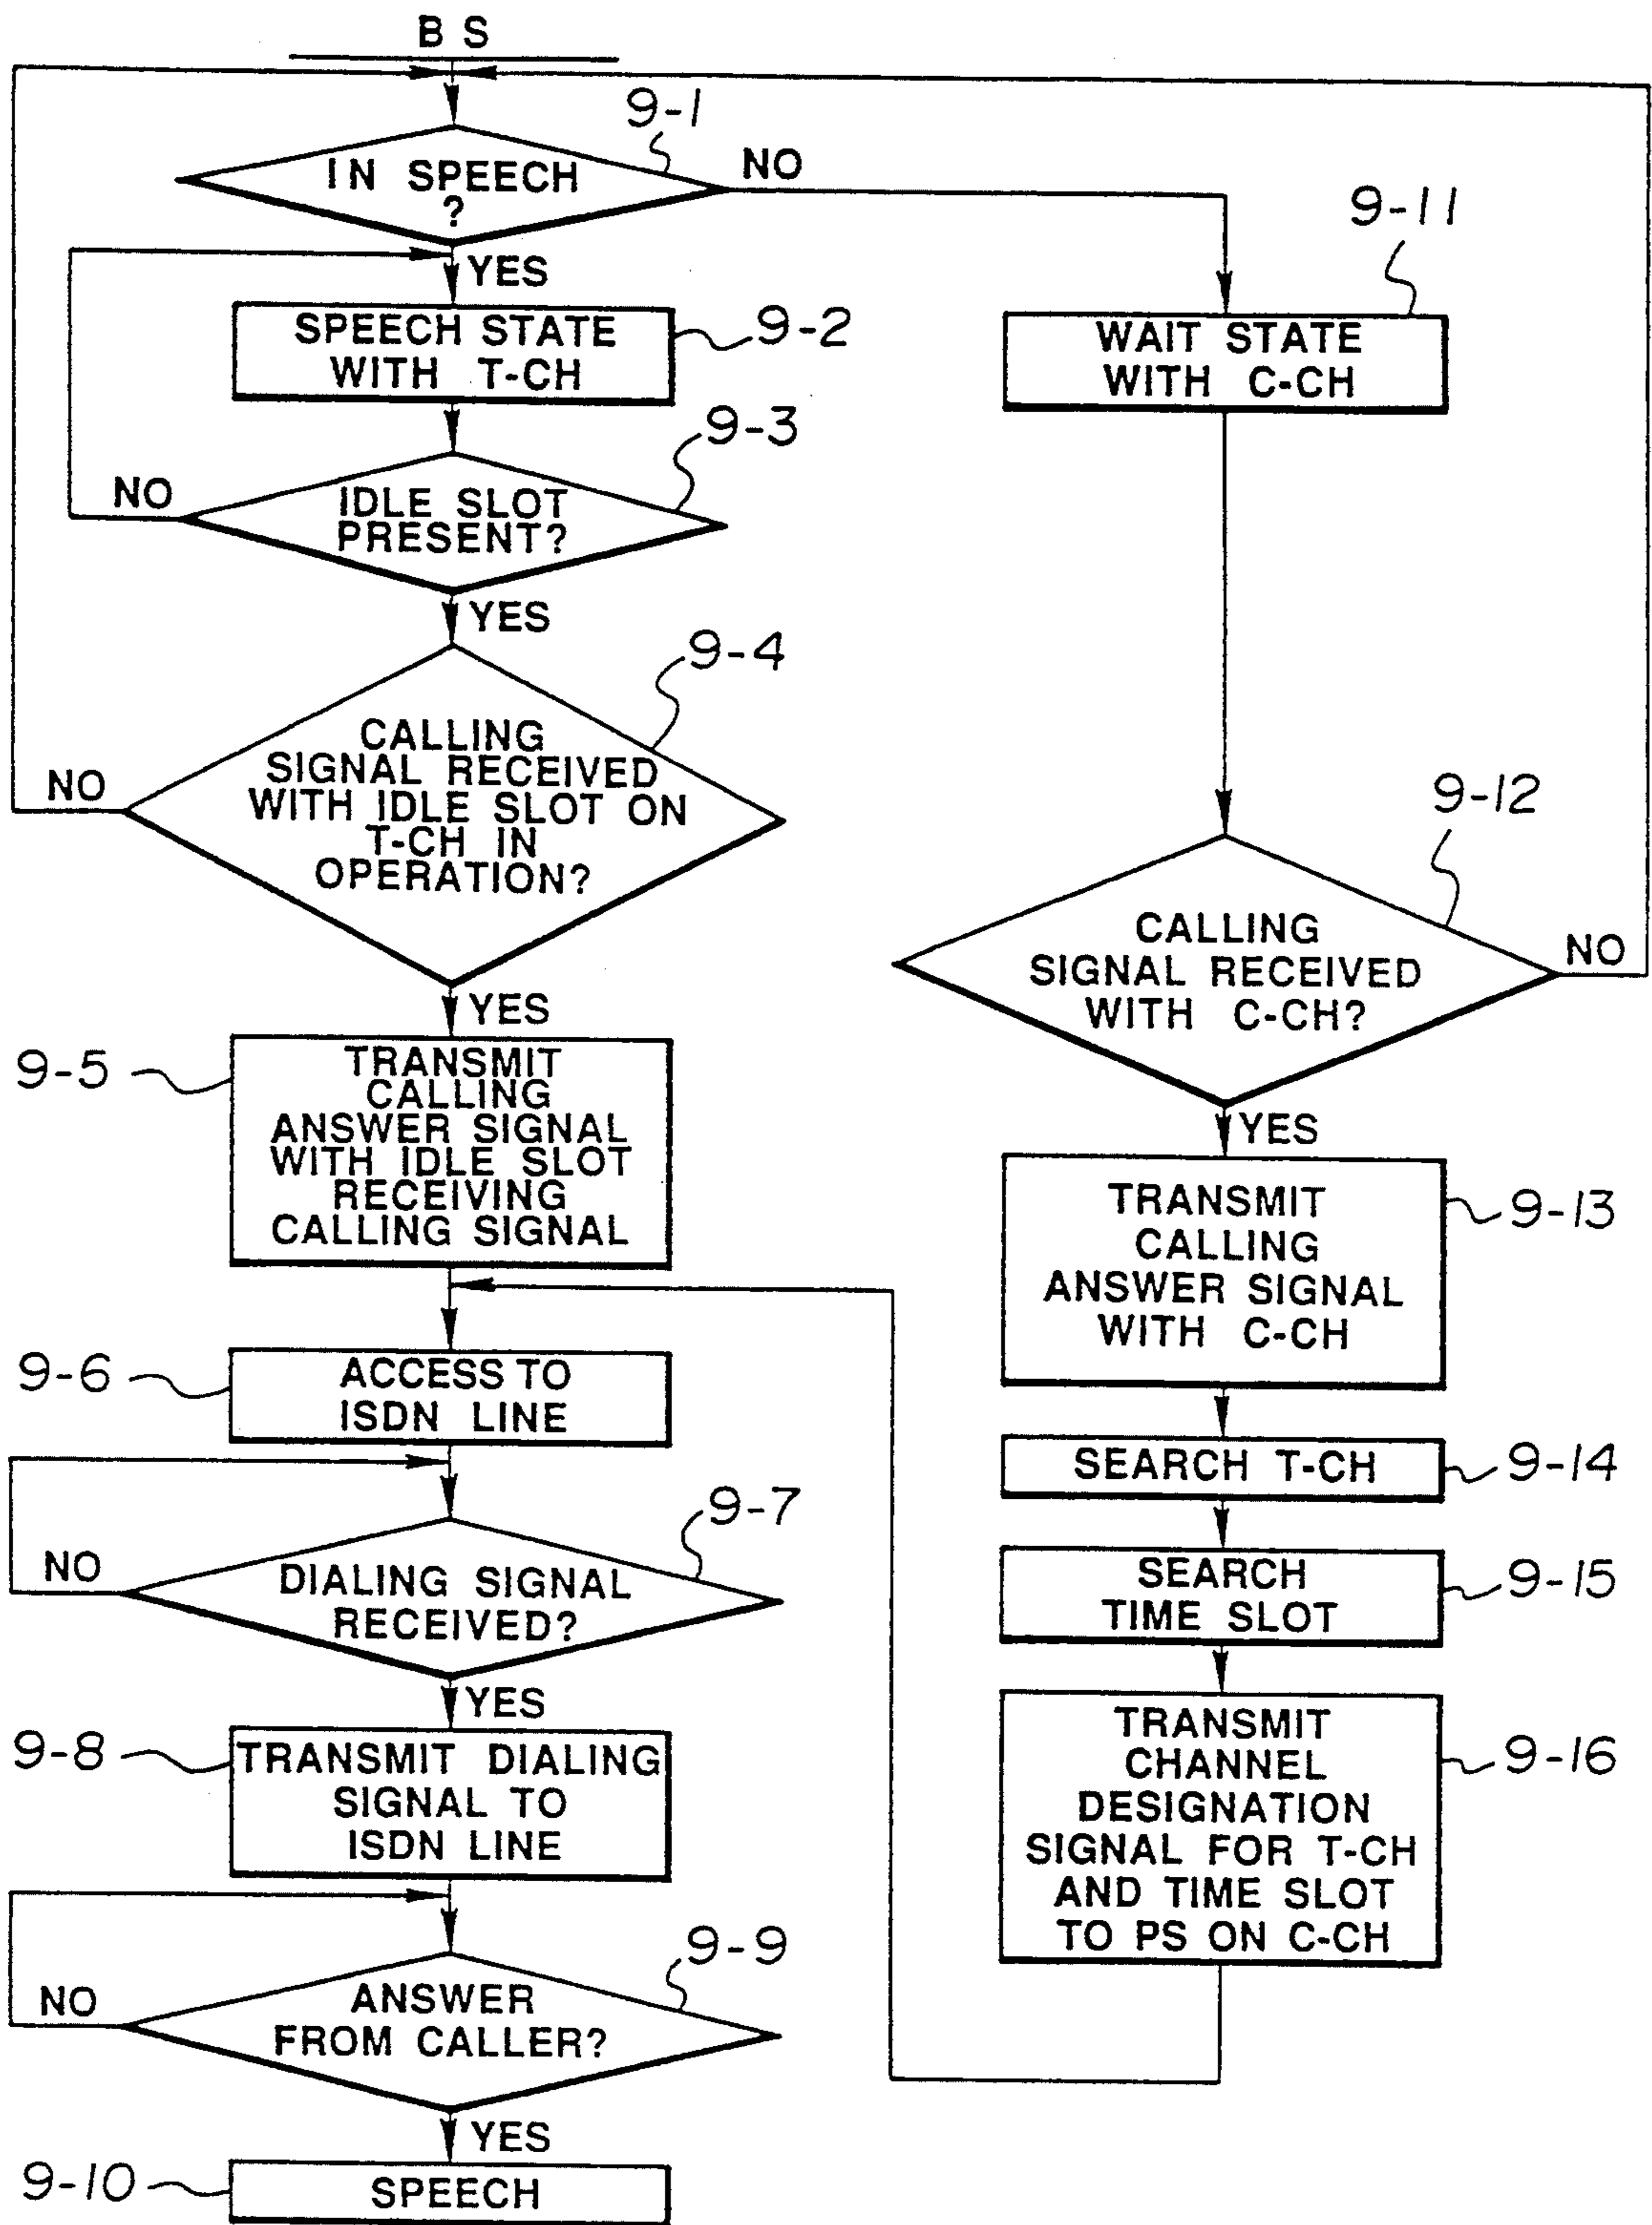 B S
9-1
IN SPEECH
?
NO
YES
SPEECH STATE
WITH T-CH
9-2
9-3
IDLE SLOT
PRESENT?
NO
YES
9-4
CALLING
SIGNAL RECEIVED
WITH IDLE SLOT ON
T-CH IN
OPERATION?
NO
YES
9-5
TRANSMIT
CALLING
ANSWER SIGNAL
WITH IDLE SLOT
RECEIVING
CALLING SIGNAL
9-6
ACCESS TO
ISDN LINE
9-7
DIALING SIGNAL
RECEIVED?
NO
YES
9-8
TRANSMIT DIALING
SIGNAL TO
ISDN LINE
9-9
ANSWER
FROM CALLER?
NO
YES
9-10
SPEECH
9-11
WAIT STATE
WITH C-CH
9-12
CALLING
SIGNAL RECEIVED
WITH C-CH?
NO
YES
TRANSMIT
CALLING
ANSWER SIGNAL
WITH C-CH
9-13
SEARCH T-CH
9-14
SEARCH
TIME SLOT
9-15
TRANSMIT
CHANNEL
DESIGNATION
SIGNAL FOR T-CH
AND TIME SLOT
TO PS ON C-CH
9-16